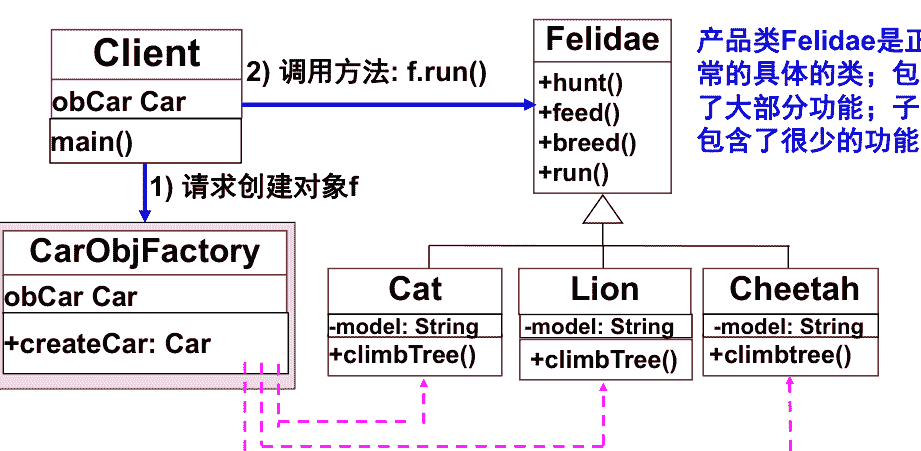 Client
obCar Car
main()
2) 调用方法: f.run()
1) 请求创建对象f
Felidae
+hunt()
+feed()
+breed()
+run()
产品类Felidae是正
常的具体的类；包
了大部分功能；子
包含了很少的功能
CarObjFactory
obCar Car
+createCar: Car
Cat
-model: String
+climbTree()
Lion
-model: String
+climbTree()
Cheetah
-model: String
+climbtree()